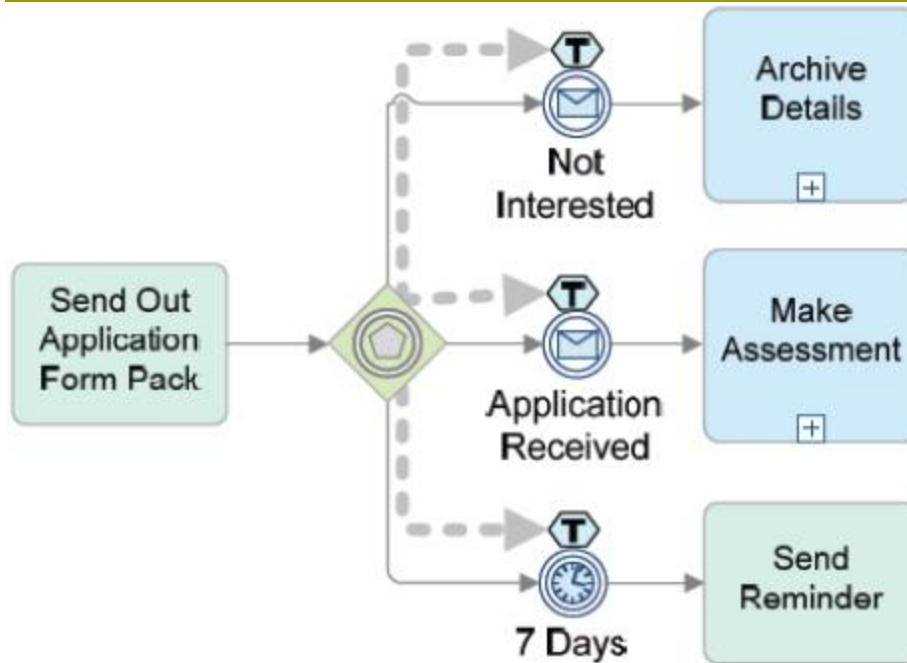 T
Archive
Details
Not
Interested
Send Out
Application
Form Pack
T
Make
Assessment
Application
Received
T
Send
Reminder
7 Days